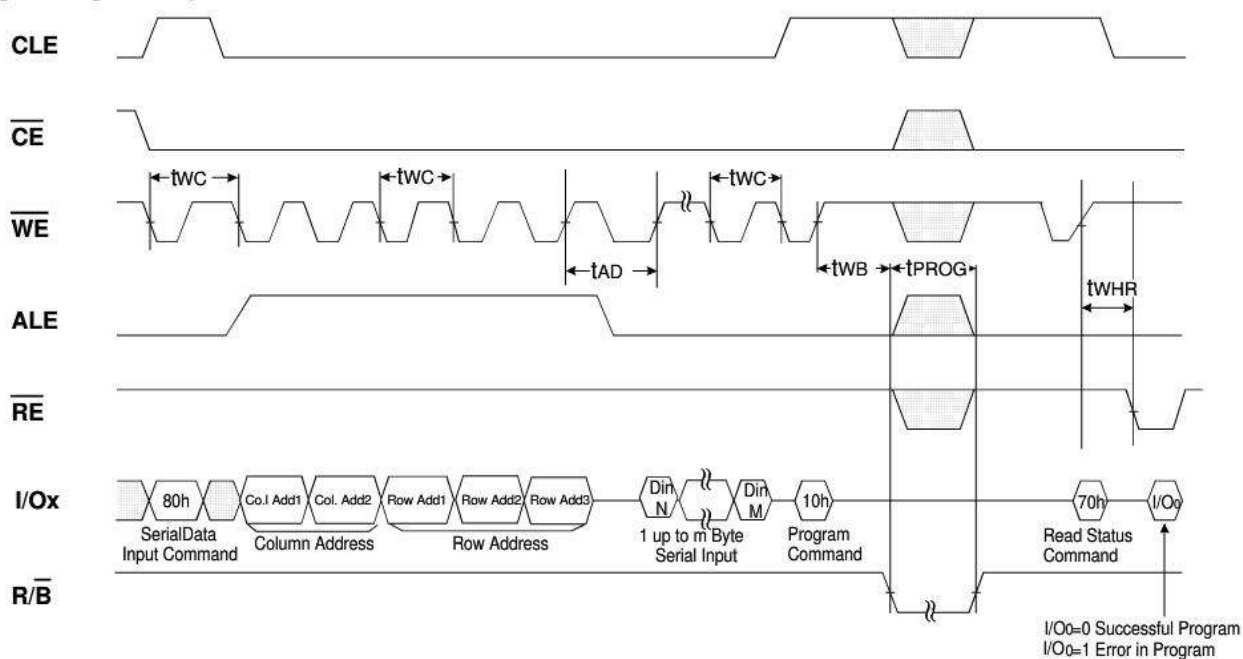 CLE
CE
tWC
tWC
tWC
WE
tAD
tWB
tPROG
tWHR
ALE
RE
I/Ox
80h
Co.l Add1
Col. Add2
Row Add1
Row Add2
Row Add3
Din N
Din M
10h
70h
I/O0
SerialData
Input Command
Column Address
Row Address
1 up to m Byte
Serial Input
Program
Command
Read Status
Command
R/B
I/O0=0 Successful Program
I/O0=1 Error in Program